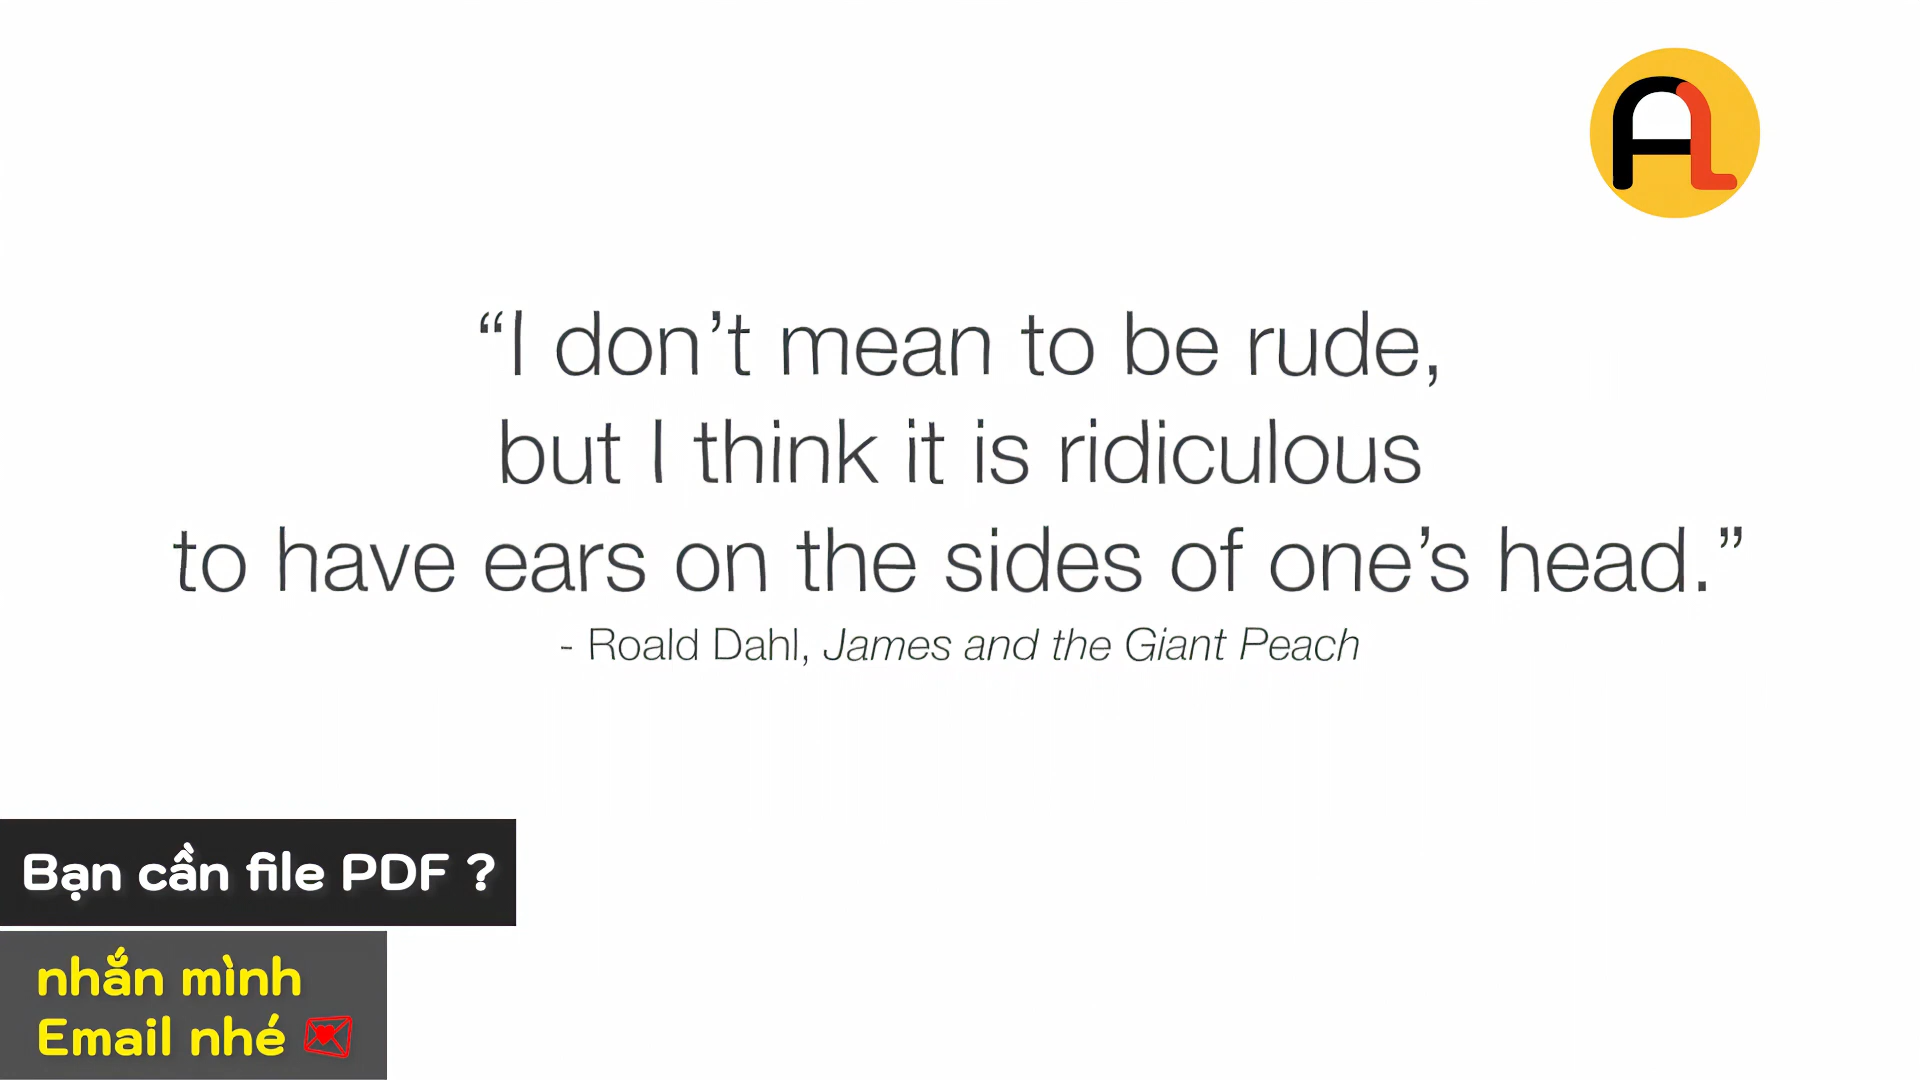 “I don’t mean to be rude,
but I think it is ridiculous
to have ears on the sides of one’s head.”
- Roald Dahl, James and the Giant Peach
Bạn cần file PDF ?
nhắn mình
Email nhé
AL